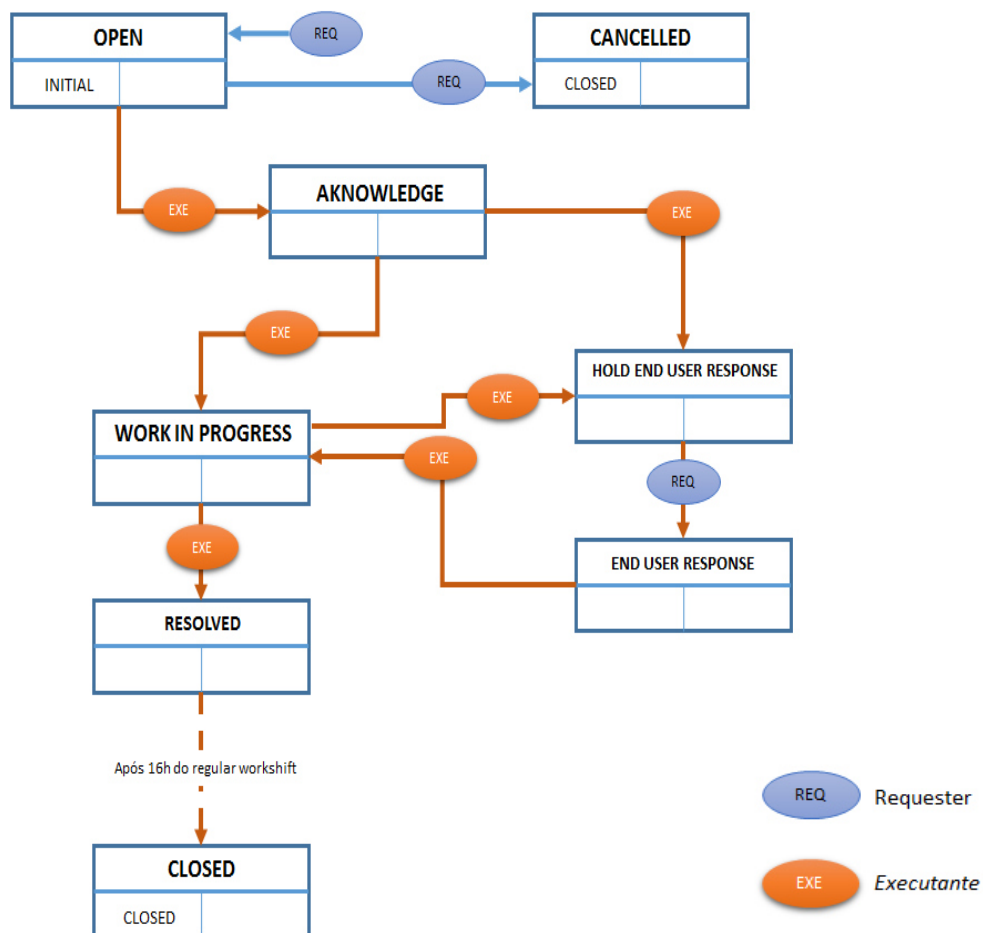 OPEN
REQ
CANCELLED
INITIAL
REQ
CLOSED
AKNOWLEDGE
EXE
EXE
EXE
HOLD END USER RESPONSE
EXE
WORK IN PROGRESS
EXE
REQ
EXE
END USER RESPONSE
RESOLVED
Após 16h do regular workshift
REQ
Requester
CLOSED
EXE
Executante
CLOSED